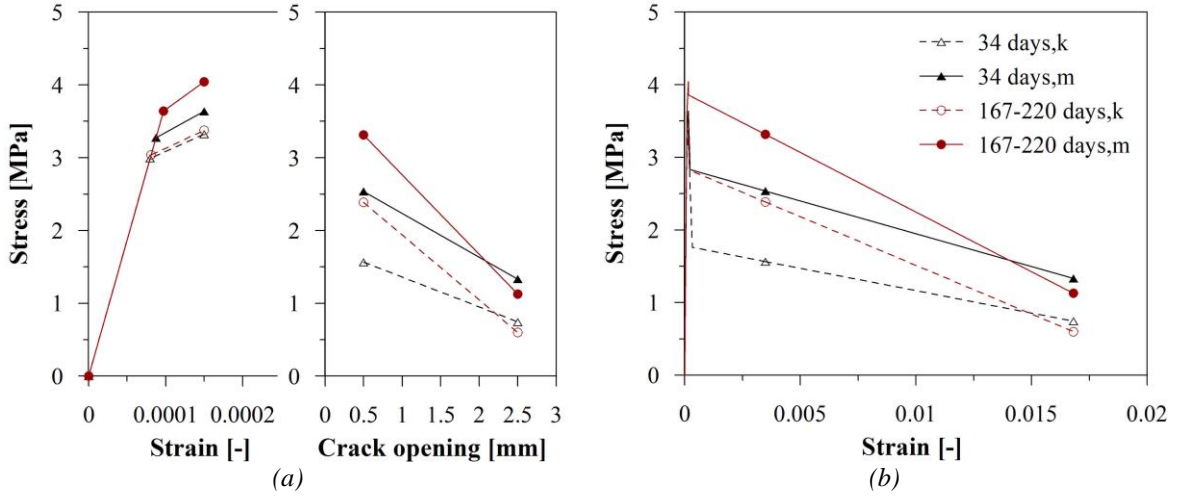 5
4
3
2
1
0
Stress [MPa]
0 0.0001 0.0002
Strain [-]
5
4
3
2
1
0
0 0.5 1 1.5 2 2.5 3
Crack opening [mm]
(a)
5
4
3
2
1
0
Stress [MPa]
34 days,k
34 days,m
167-220 days,k
167-220 days,m
0 0.005 0.01 0.015 0.02
Strain [-]
(b)